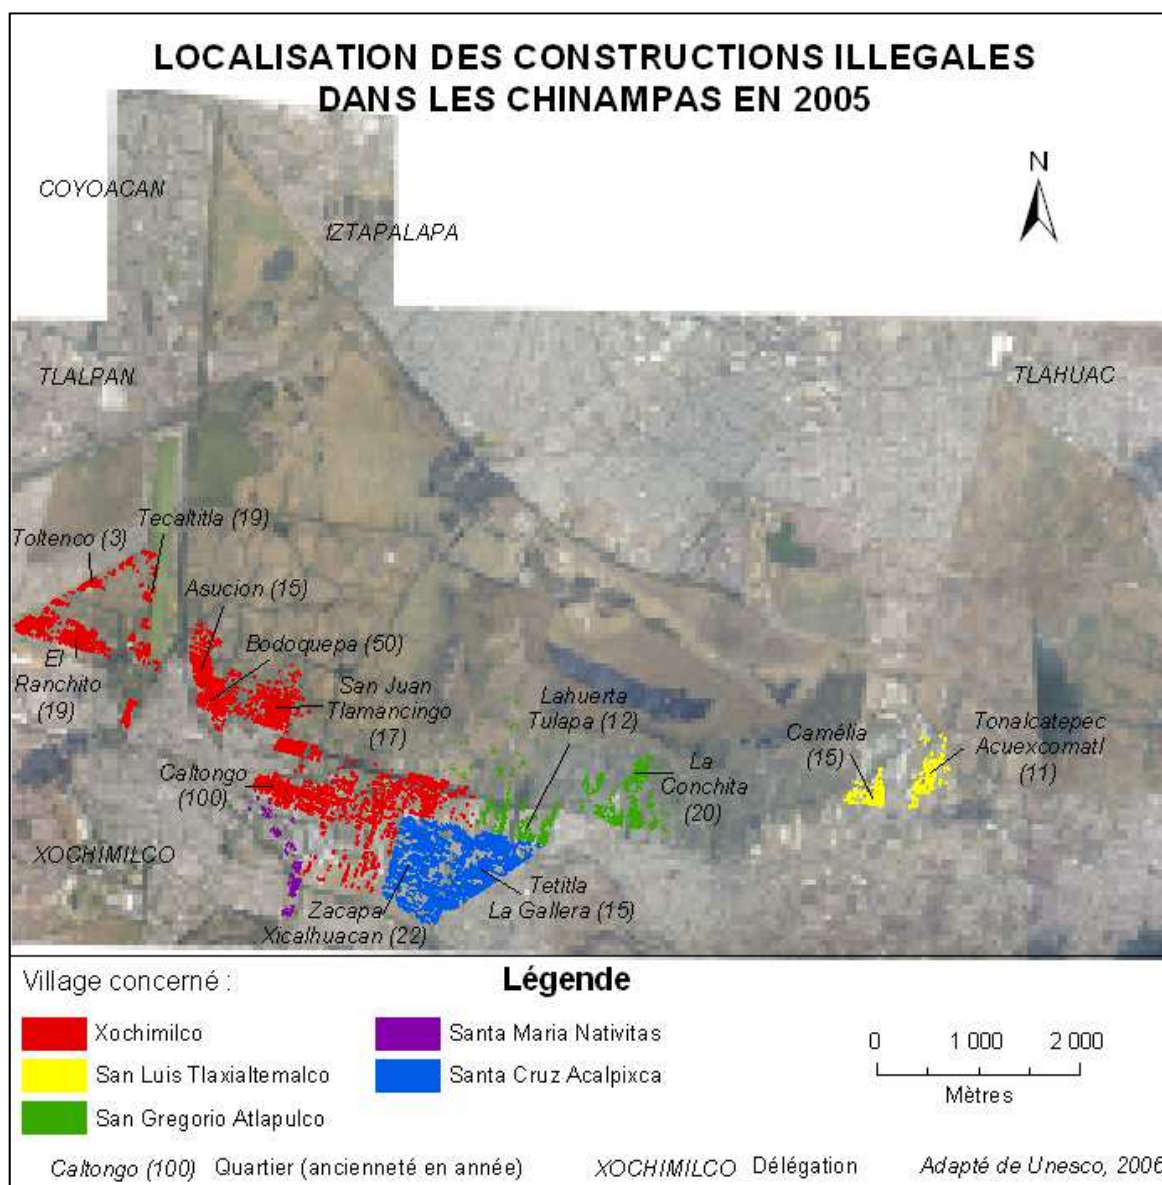 LOCALISATION DES CONSTRUCTIONS ILLEGALES
DANS LES CHINAMPAS EN 2005
N
COYOACAN
IZTAPALAPA
TLALPAN
TLAHUAC
Tecaltitla (19)
Toltenco (3)
Asucion (15)
Bodoquepa (50)
El
Ranchito
(19)
San Juan
Tlamancingo
(17)
Lahuerta
Tulapa (12)
Camélia
(15)
Tonalcatepec
Acuexcomatl
(11)
La
Conchita
(20)
Caltongo
(100)
XOCHIMILCO
Tetitla
La Gallera (15)
Zacapa
Xicalhuacan (22)
Village concerné :
Légende
Xochimilco
San Luis Tlaxialtemalco
San Gregorio Atlapulco
Santa Maria Nativitas
Santa Cruz Acalpixca
0 1 000 2 000
Mètres
Caltongo (100) Quartier (ancienneté en année) XOCHIMILCO Délégation Adapté de Unesco, 2006